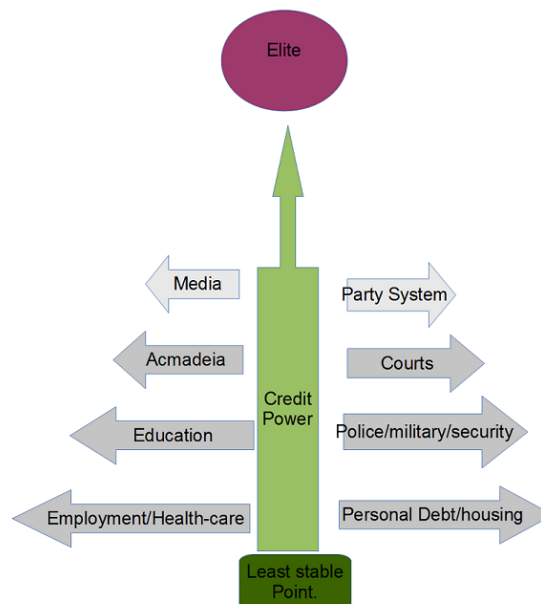 Elite
Media
Party System
Acmadeia
Courts
Credit
Power
Education
Police/military/security
Employment/Health-care
Personal Debt/housing
Least stable
Point.